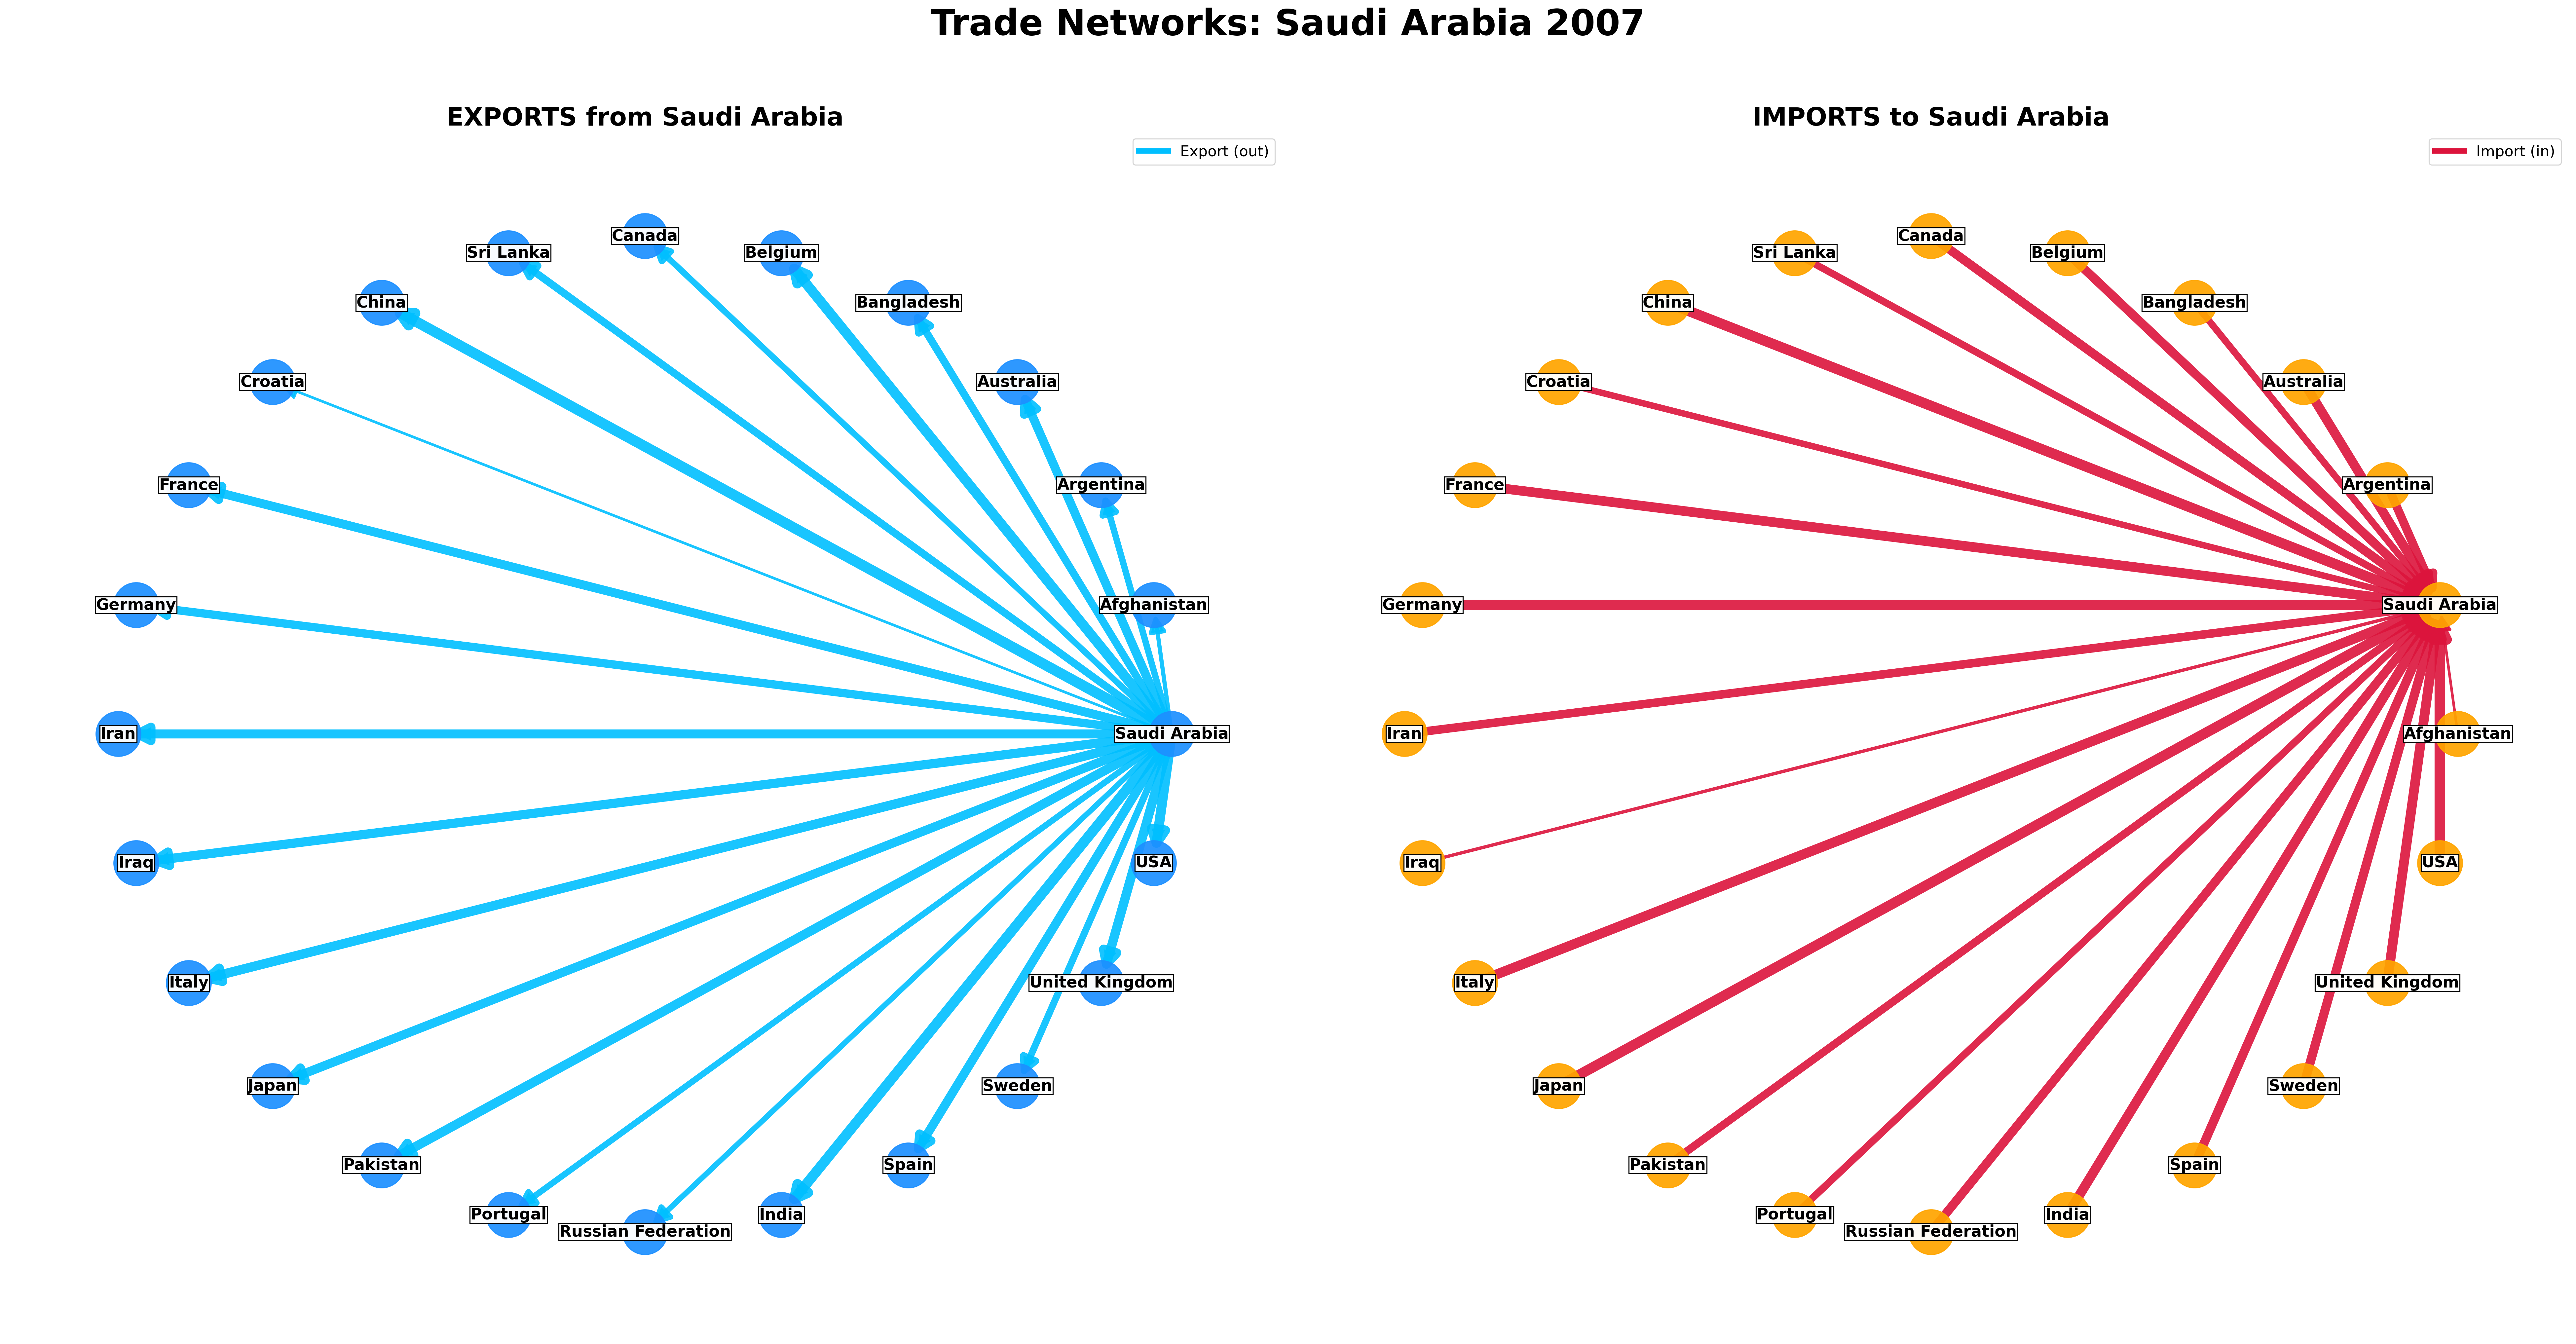 Trade Networks: Saudi Arabia 2007
EXPORTS from Saudi Arabia
Export (out)
Canada
Sri Lanka
Belgium
China
Bangladesh
Croatia
Australia
France
Argentina
Germany
Afghanistan
Iran
Saudi Arabia
Iraq
USA
Italy
United Kingdom
Japan
Sweden
Pakistan
Spain
Portugal
India
Russian Federation
IMPORTS to Saudi Arabia
Import (in)
Canada
Sri Lanka
Belgium
China
Bangladesh
Croatia
Australia
France
Argentina
Germany
Saudi Arabia
Iran
Afghanistan
Iraq
USA
Italy
United Kingdom
Japan
Sweden
Pakistan
Spain
Portugal
India
Russian Federation